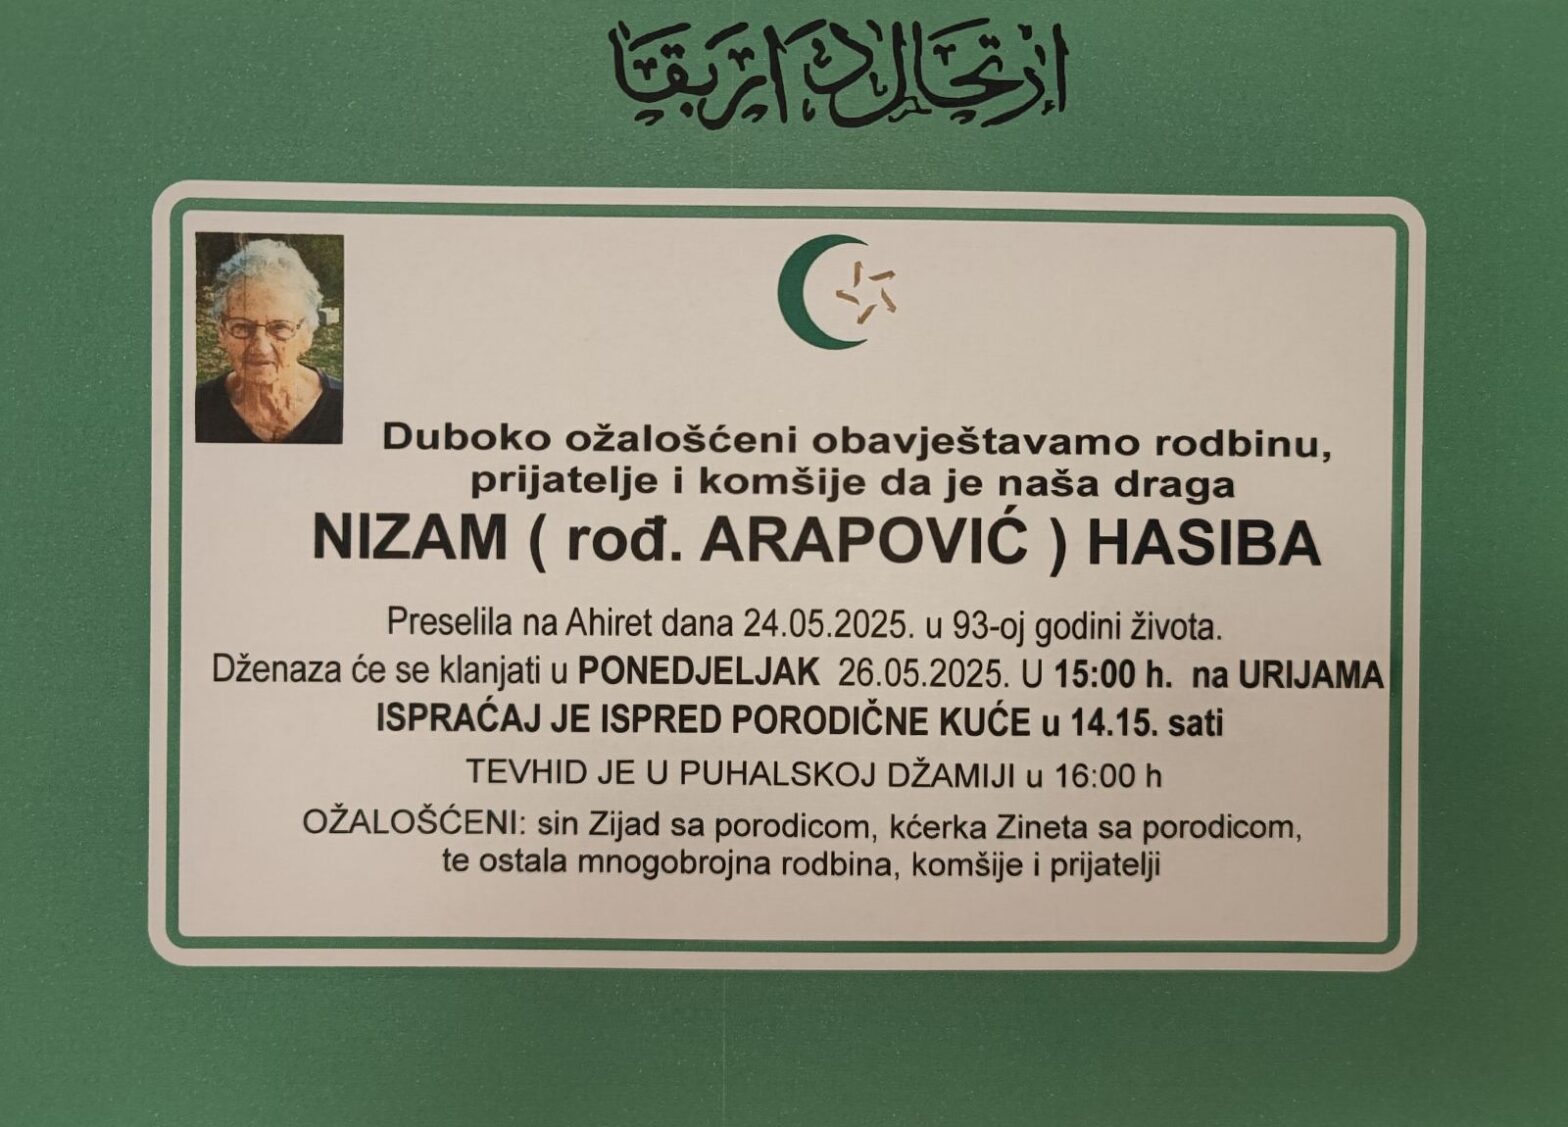 إرتحال دار بقا
Duboko ožalošćeni obavještavamo rodbinu,
prijatelje i komšije da je naša draga
NIZAM ( rođ. ARAPOVIĆ ) HASIBA
Preselila na Ahiret dana 24.05.2025. u 93-oj godini života.
Dženaza će se klanjati u PONEDJELJAK 26.05.2025. U 15:00 h. na URIJAMA
ISPRAĆAJ JE ISPRED PORODIČNE KUĆE u 14.15. sati
TEVHID JE U PUHALSKOJ DŽAMIJI u 16:00 h
OŽALOŠĆENI: sin Zijad sa porodicom, kćerka Zineta sa porodicom,
te ostala mnogobrojna rodbina, komšije i prijatelji